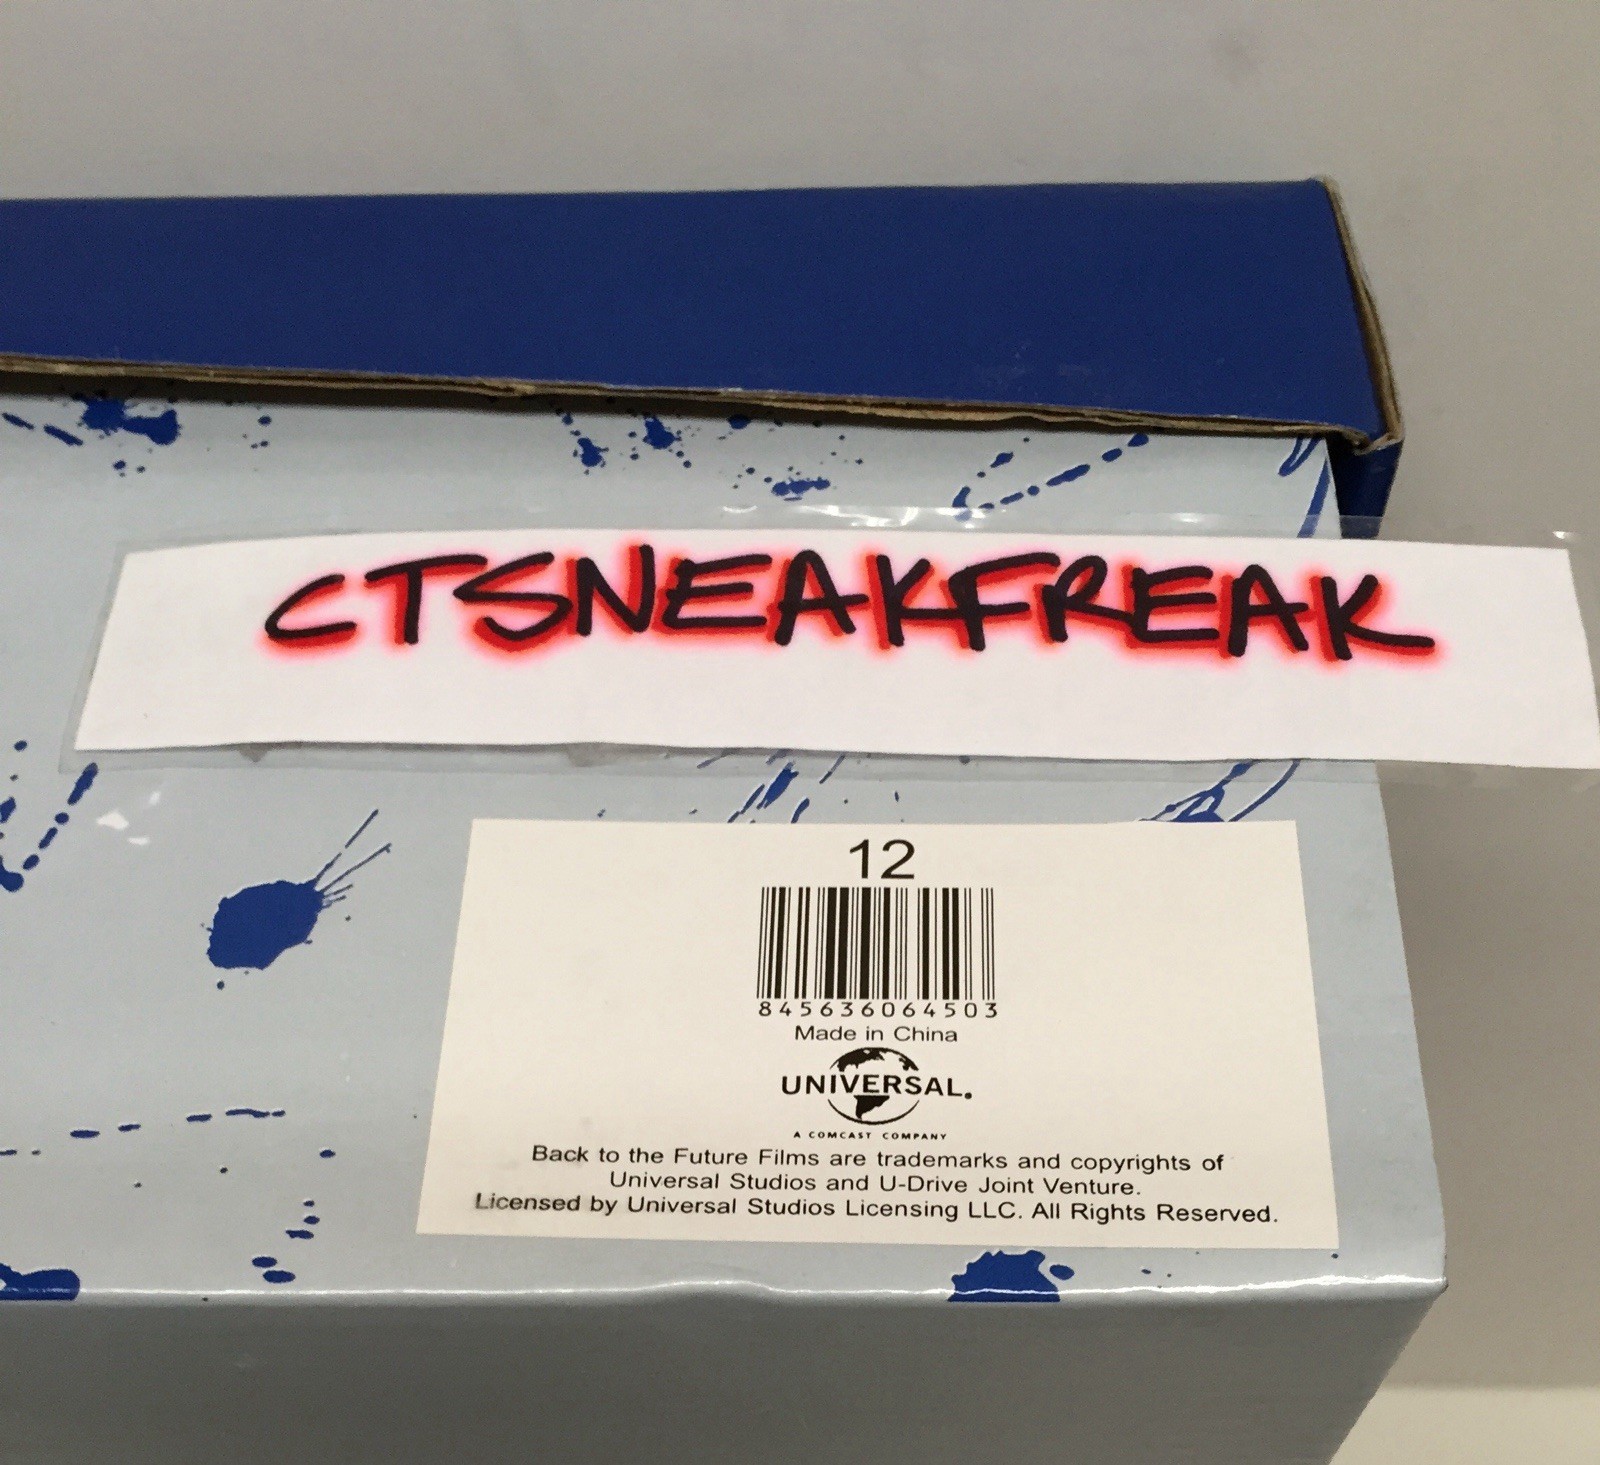 CTSNEAKFREAK
12
845636064503
Made in China
UNIVERSAL.
A COMCAST COMPANY
Back to the Future Films are trademarks and copyrights of
Universal Studios and U-Drive Joint Venture.
Licensed by Universal Studios Licensing LLC. All Rights Reserved.